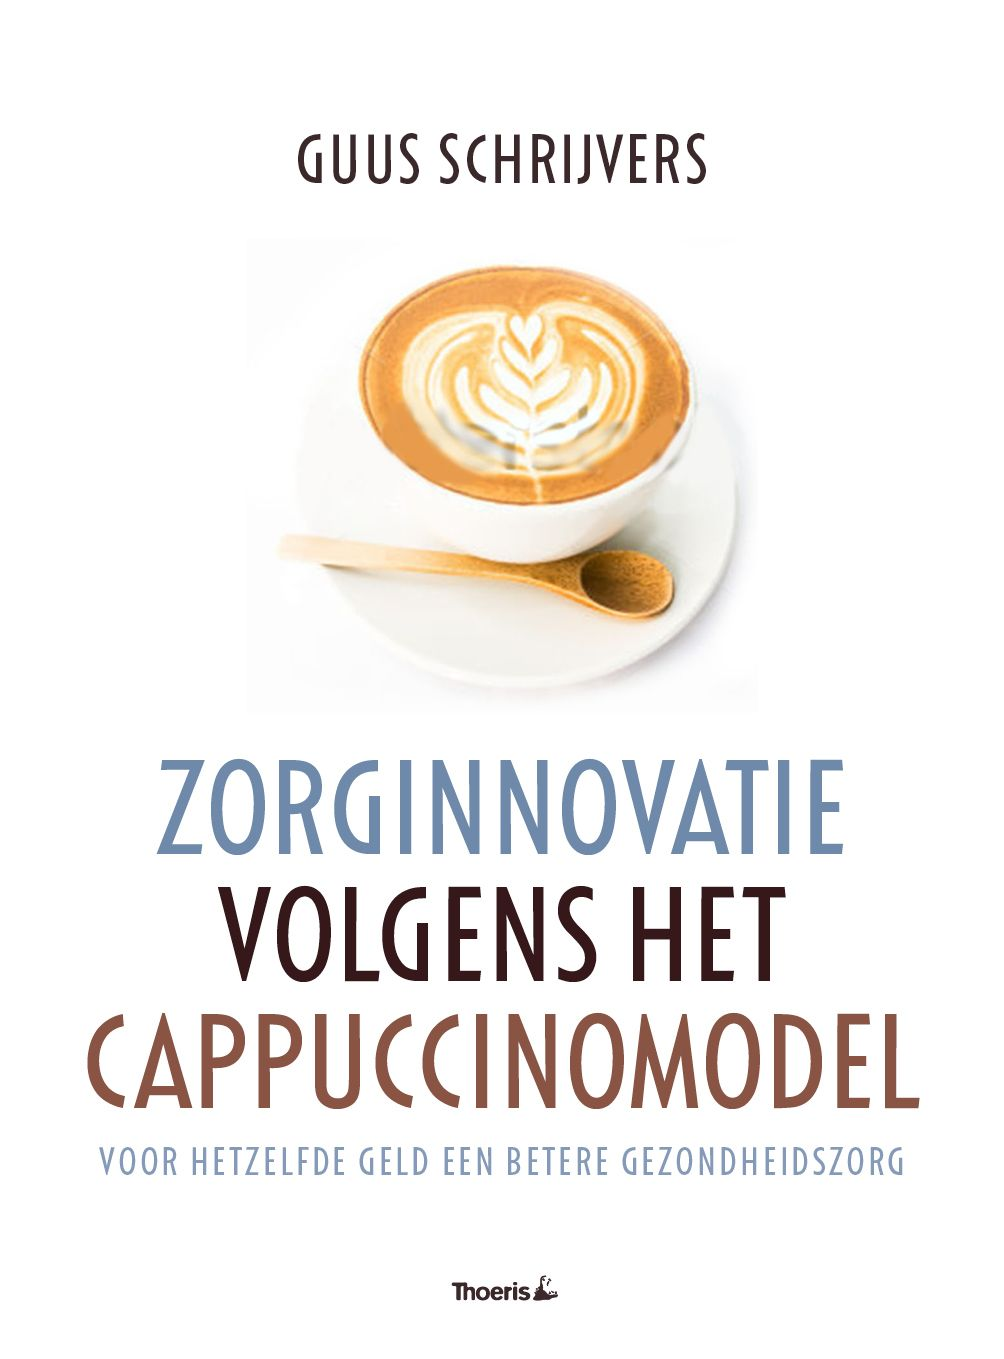 GUUS SCHRIJVERS
ZORGINNOVATIE
VOLGENS HET
CAPPUCCINOMODEL
VOOR HETZELFDE GELD EEN BETERE GEZONDHEIDSZORG
Thoeris